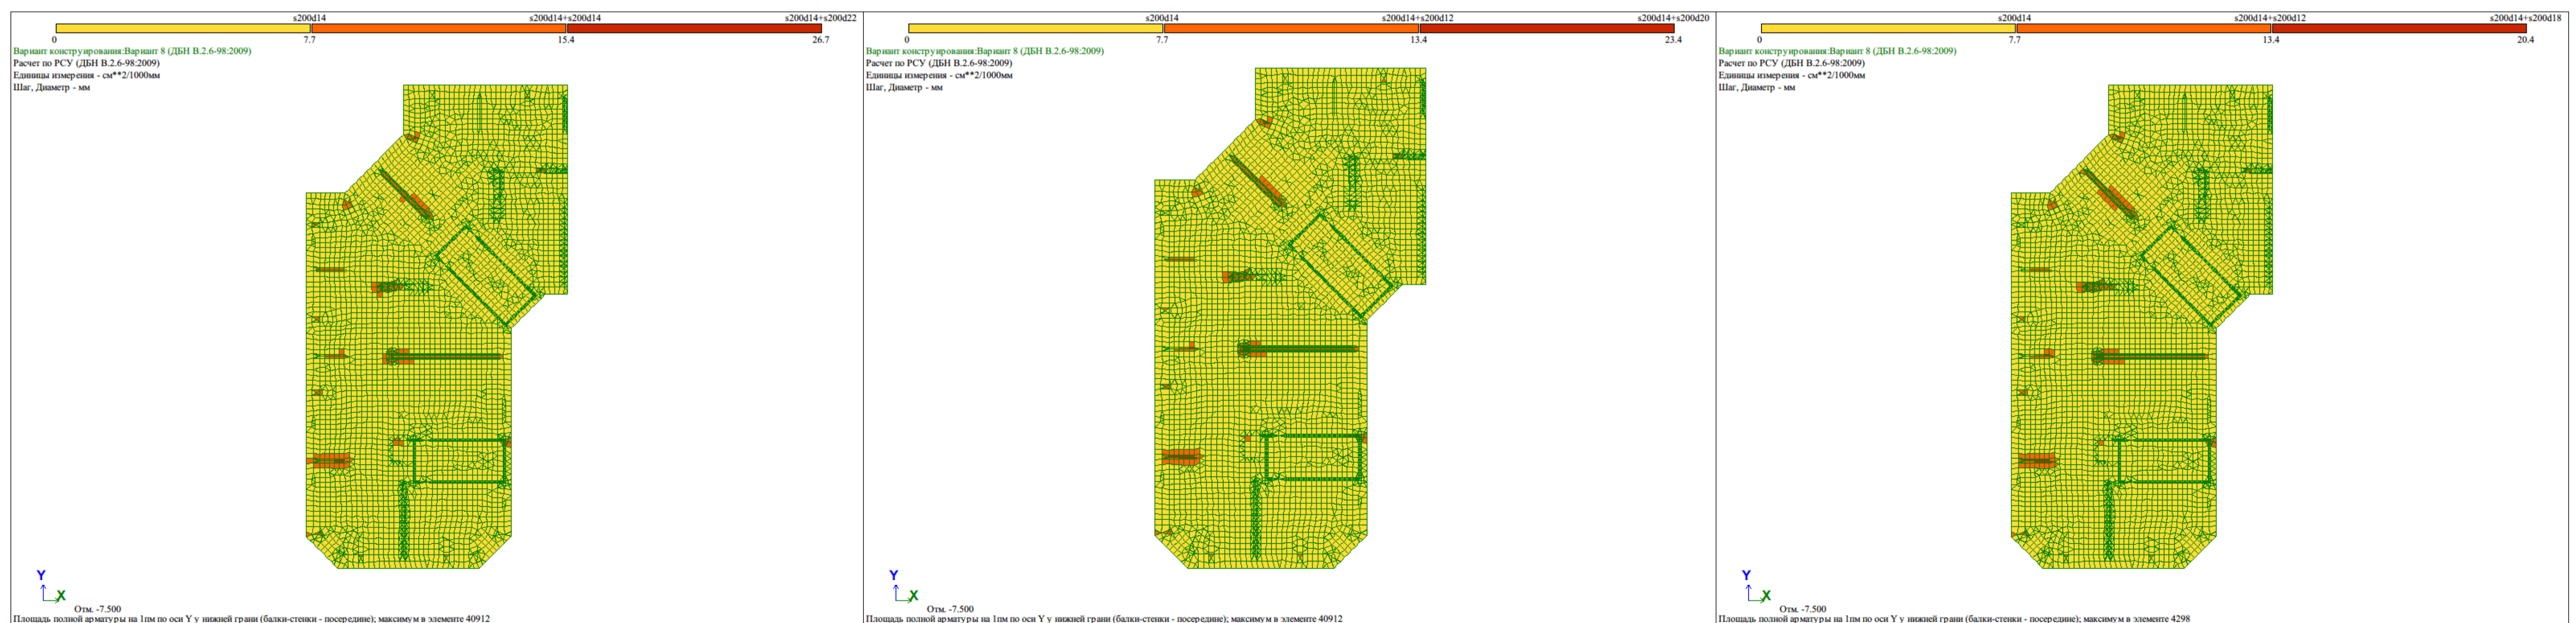 s200d14 s200d14+s200d14 s200d14+s200d22
0 7.7 15.4 26.7
Вариант конструирования:Вариант 8 (ДБН В.2.6-98:2009)
Расчет по РСУ (ДБН В.2.6-98:2009)
Единицы измерения - см**2/1000мм
Шаг, Диаметр - мм
Y
X
Отм. -7.500
Площадь полной арматуры на 1пм по оси Y у нижней грани (балки-стенки - посередине); максимум в элементе 40912
s200d14 s200d14+s200d12 s200d14+s200d20
0 7.7 13.4 23.4
Вариант конструирования:Вариант 8 (ДБН В.2.6-98:2009)
Расчет по РСУ (ДБН В.2.6-98:2009)
Единицы измерения - см**2/1000мм
Шаг, Диаметр - мм
Y
X
Отм. -7.500
Площадь полной арматуры на 1пм по оси Y у нижней грани (балки-стенки - посередине); максимум в элементе 40912
s200d14 s200d14+s200d12 s200d14+s200d18
0 7.7 13.4 20.4
Вариант конструирования:Вариант 8 (ДБН В.2.6-98:2009)
Расчет по РСУ (ДБН В.2.6-98:2009)
Единицы измерения - см**2/1000мм
Шаг, Диаметр - мм
Y
X
Отм. -7.500
Площадь полной арматуры на 1пм по оси Y у нижней грани (балки-стенки - посередине); максимум в элементе 4298